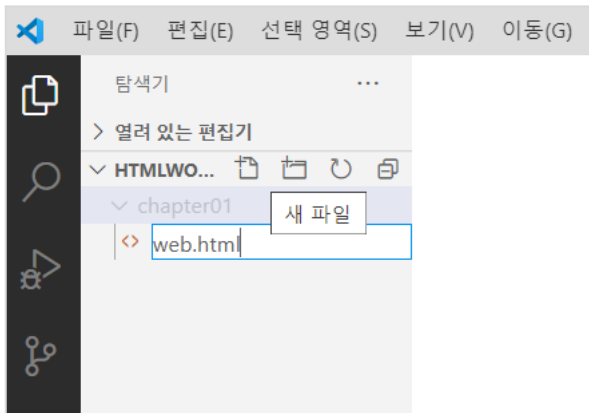 파일(F) 편집(E) 선택 영역(S) 보기(V) 이동(G)
탐색기 ...
열려 있는 편집기
HTMLWO...
chapter01
새 파일
web.html